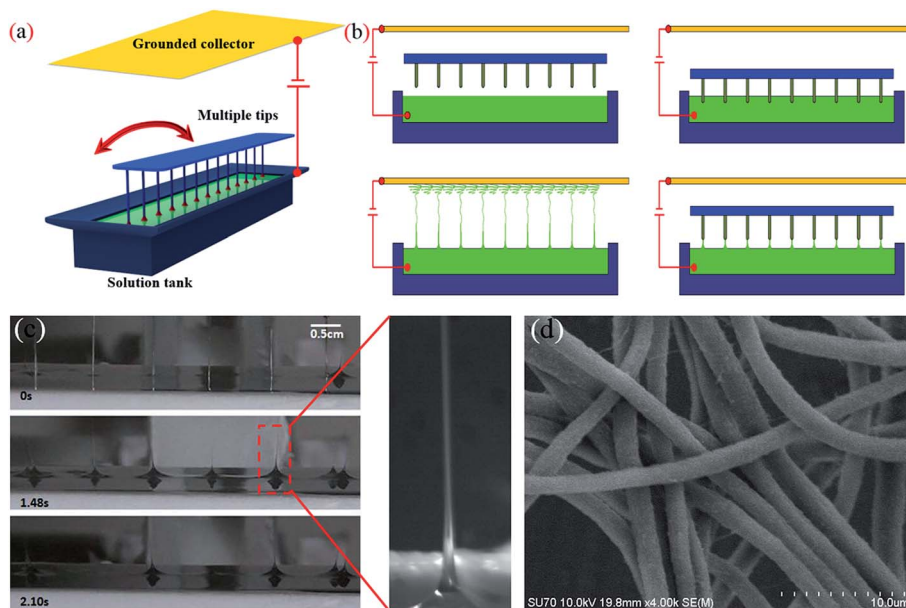 (a)
Grounded collector
Multiple tips
Solution tank
(b)
(c)
0.5cm
0s
1.48s
2.10s
(d)
SU70 10.0kV 19.8mm x4.00k SE(M)
10.0um